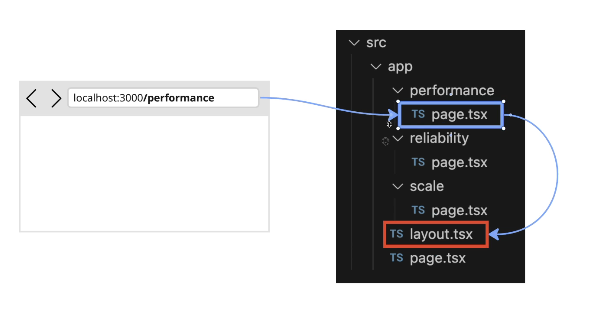 localhost:3000/performance
src
app
performance
TS page.tsx
reliability
TS page.tsx
scale
TS page.tsx
TS layout.tsx
TS page.tsx